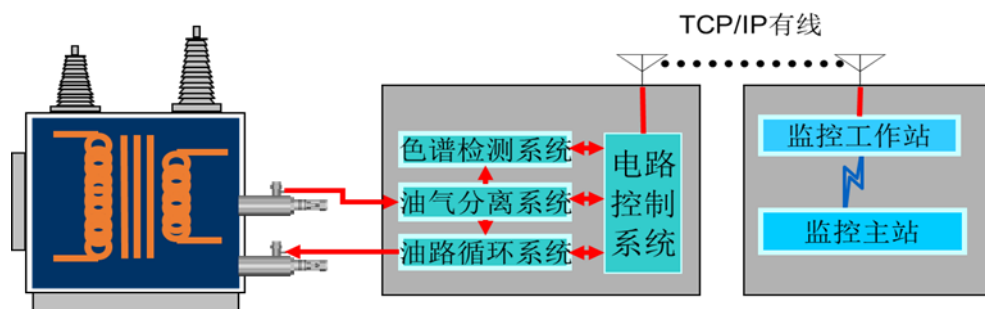 TCP/IP有线
色谱检测系统
油气分离系统
油路循环系统
电路
控制
系统
监控工作站
监控主站